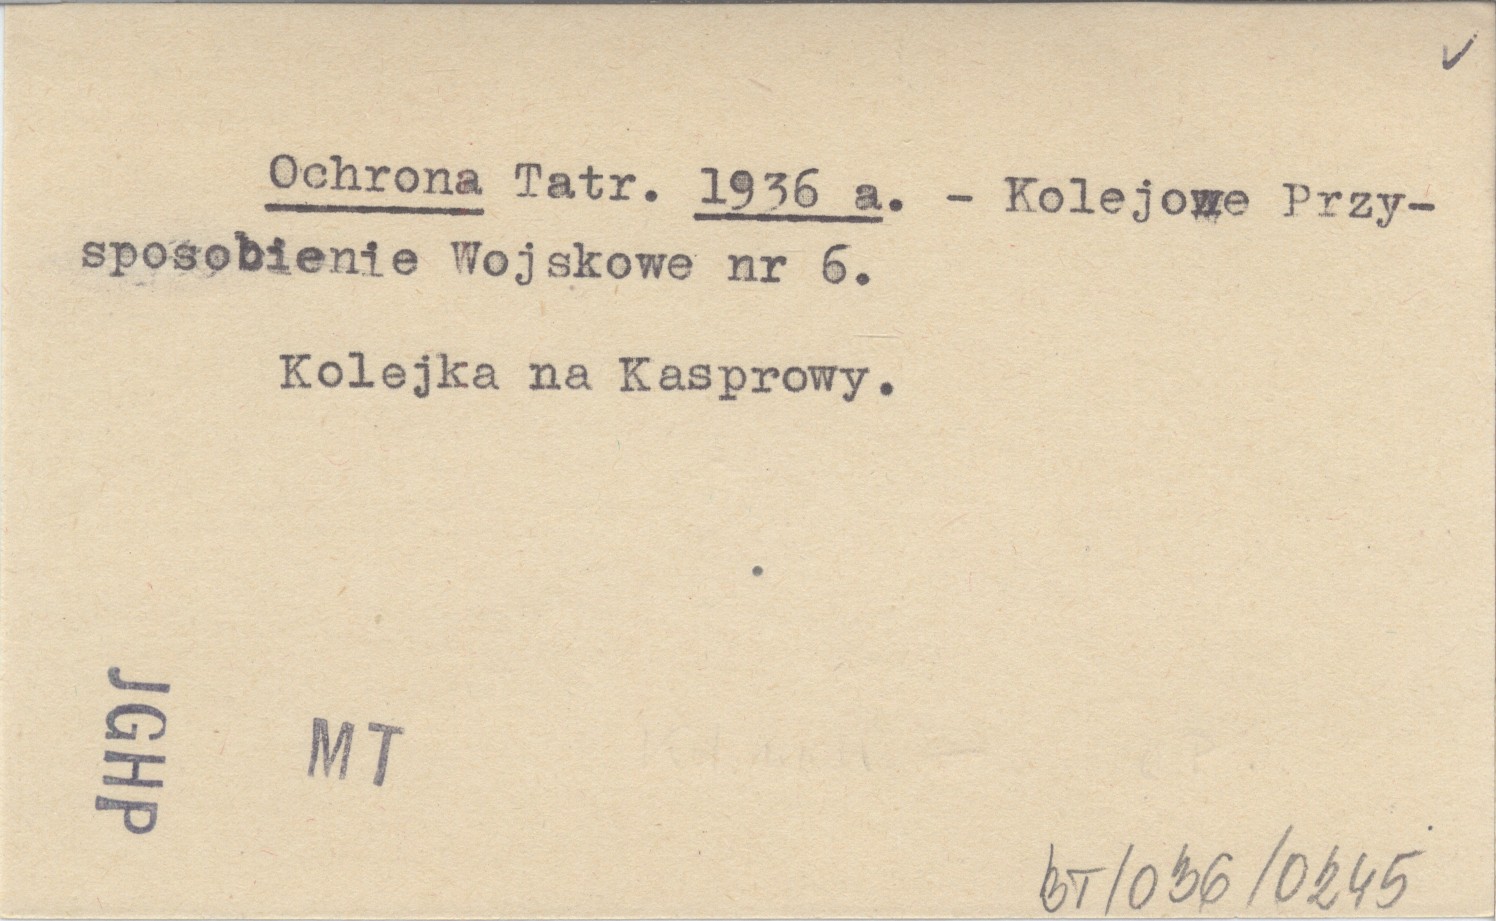 Ochrona Tatr. 1936 a. - Kolejowe Przy-
sposobienie Wojskowe nr 6.
Kolejka na Kasprowy.
JGHP
MT
BT/036/0245